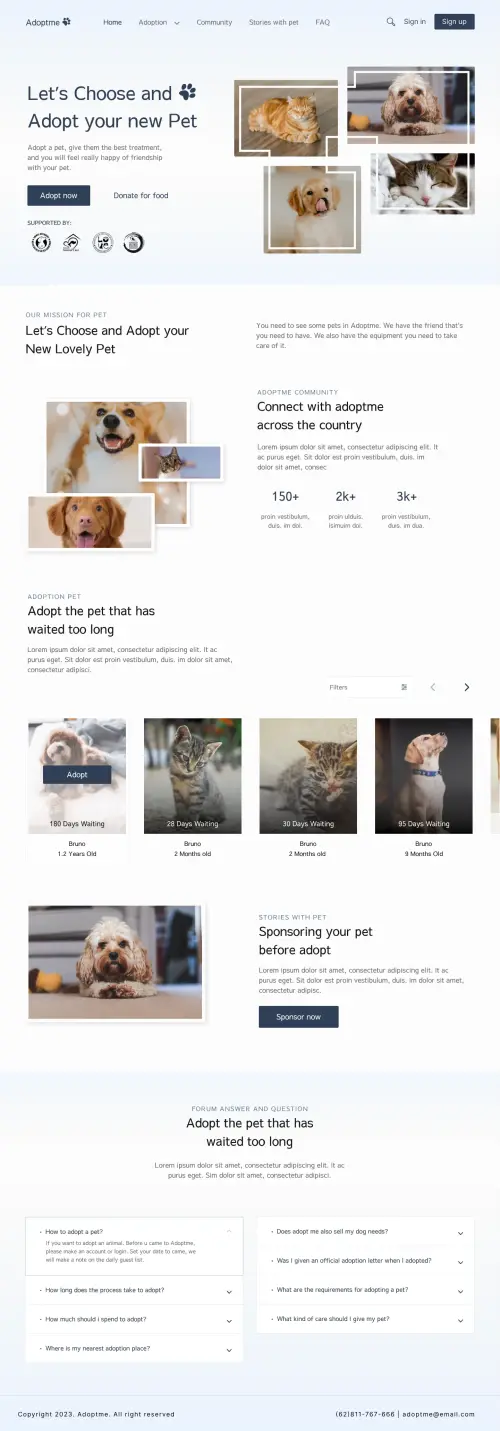 Adoptme
Home
Adoption
Community
Stories with pet
FAQ
Sign in
Sign up
Let's Choose and
Adopt your new Pet
Adopt a pet, give them the best treatment,
and you will feel really happy of friendship
with your pet.
Adopt now
Donate for food
SUPPORTED BY:
OUR MISSION FOR PET
Let's Choose and Adopt your
New Lovely Pet
You need to see some pets in Adoptme. We have the friend that's
you need to have. We also have the equipment you need to take
care of it.
ADOPTME COMMUNITY
Connect with adoptme
across the country
Lorem ipsum dolor sit amet, consectetur adipiscing elit. It
ac purus eget. Sit dolor est proin vestibulum, duis. im
dolor sit amet, consec
150+
2k+
3k+
proin vestibulum,
duis. im dol.
proin ulduis.
Isimuim dol.
proin vestibulum,
duis. im dua.
ADOPTION PET
Adopt the pet that has
waited too long
Lorem ipsum dolor sit amet, consectetur adipiscing elit. It ac
purus eget. Sit dolor est proin vestibulum, duis. im dolor sit amet,
consectetur adipisci.
Filters
Adopt
180 Days Waiting
Bruno
1.2 Years Old
28 Days Waiting
Bruno
2 Months old
30 Days Waiting
Bruno
2 Months old
95 Days Waiting
Bruno
9 Months Old
STORIES WITH PET
Sponsoring your pet
before adopt
Lorem ipsum dolor sit amet, consectetur adipiscing elit. It ac
purus eget. Sit dolor est proin vestibulum, duis. im dolor sit amet,
consectetur adipisc.
Sponsor now
FORUM ANSWER AND QUESTION
Adopt the pet that has
waited too long
Lorem ipsum dolor sit amet, consectetur adipiscing elit. It ac
purus eget. Sim dolor sit amet, consectetur adipisci.
• How to adopt a pet?
If you want to adopt an animal. Before u came to Adoptme,
please make an account or login. Set your date to came, we
will make a note on the daily guest list.
• How long does the process take to adopt?
• How much should i spend to adopt?
• Where is my nearest adoption place?
• Does adopt me also sell my dog needs?
• Was I given an official adoption letter when I adopted?
• What are the requirements for adopting a pet?
• What kind of care should I give my pet?
Copyright 2023. Adoptme. All right reserved
(62)811-767-666 | adoptme@email.com